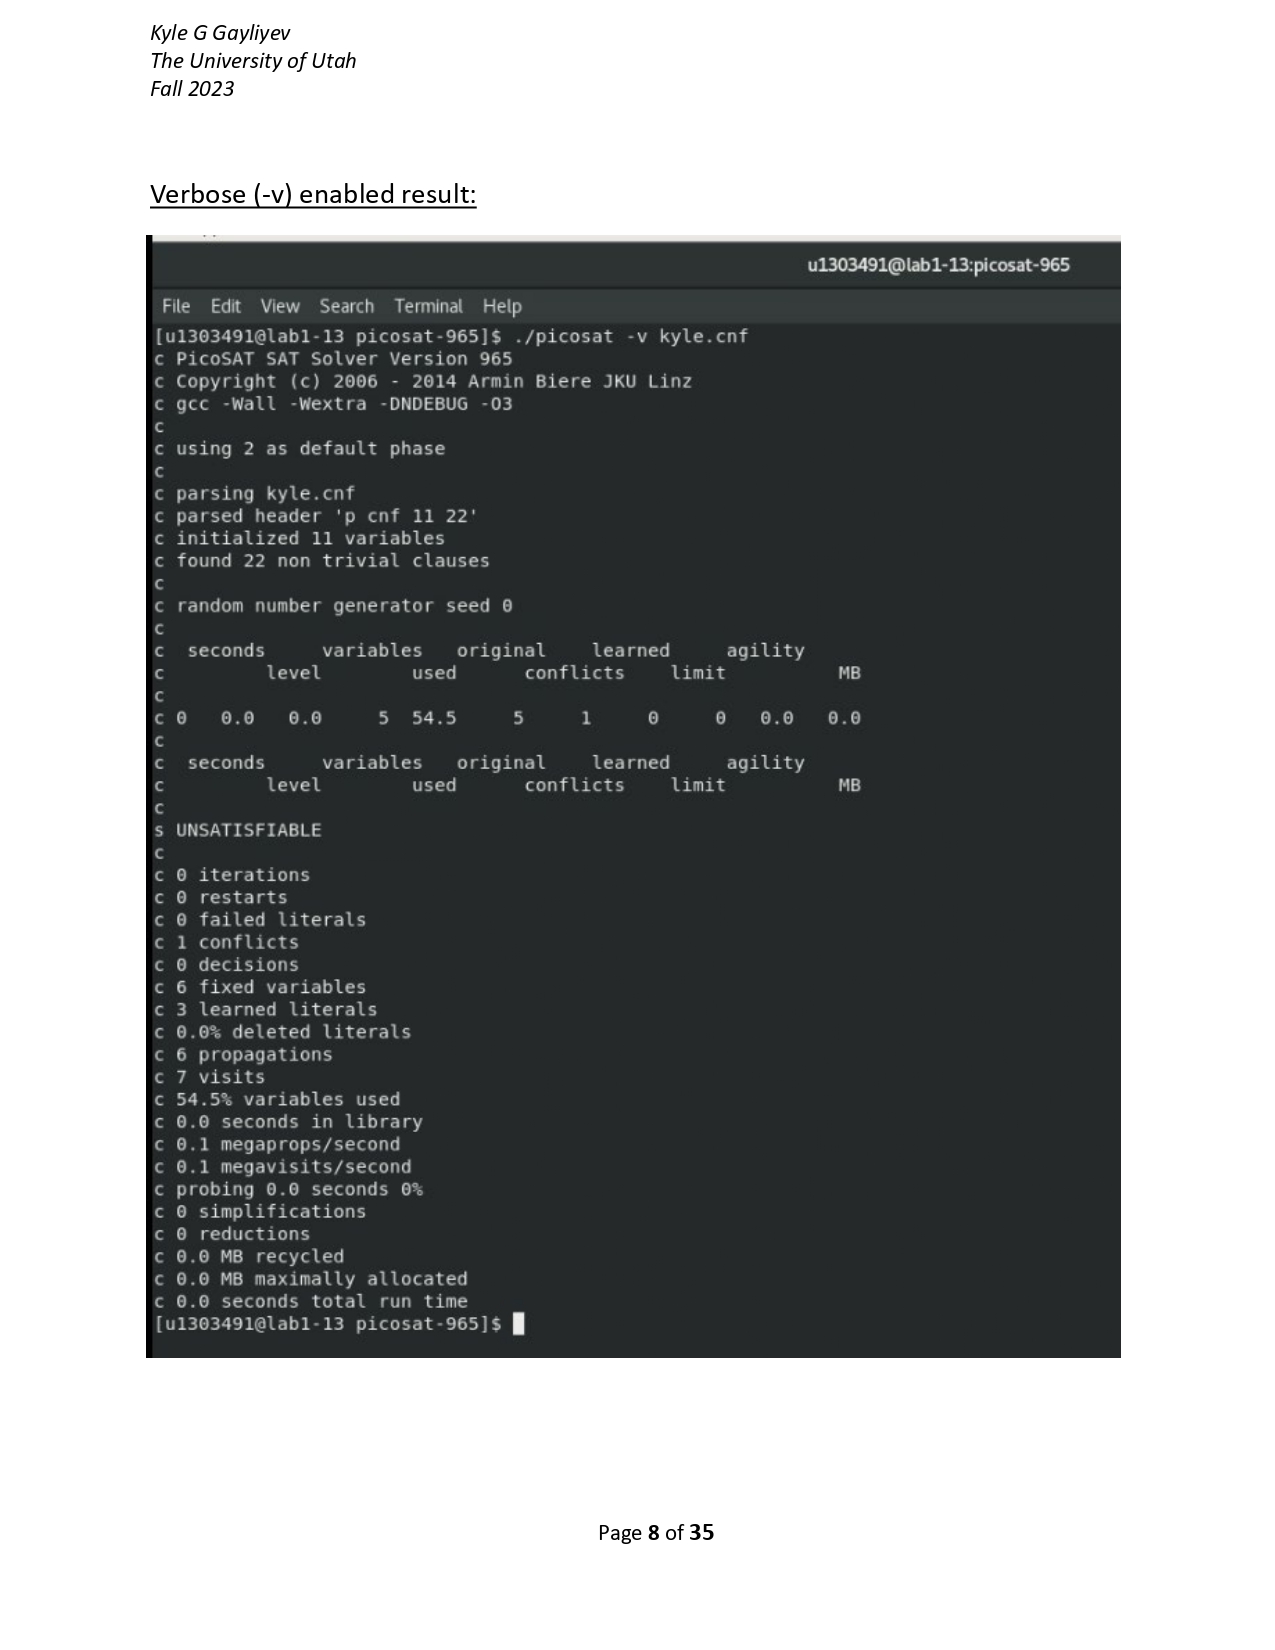 Kyle G Gayliyev
The University of Utah
Fall 2023
Verbose (-v) enabled result:
u1303491@lab1-13:picosat-965
File Edit View Search Terminal Help
[u1303491@lab1-13 picosat-965]$ ./picosat -v kyle.cnf
c PicoSAT SAT Solver Version 965
c Copyright (c) 2006 - 2014 Armin Biere JKU Linz
c gcc -Wall -Wextra -DNDEBUG -O3
c
c using 2 as default phase
c
c parsing kyle.cnf
c parsed header 'p cnf 11 22'
c initialized 11 variables
c found 22 non trivial clauses
c
c random number generator seed 0
c
c  seconds     variables   original    learned     agility
c         level        used      conflicts    limit          MB
c
c 0   0.0   0.0     5  54.5     5     1     0     0   0.0   0.0
c
c  seconds     variables   original    learned     agility
c         level        used      conflicts    limit          MB
c
s UNSATISFIABLE
c
c 0 iterations
c 0 restarts
c 0 failed literals
c 1 conflicts
c 0 decisions
c 6 fixed variables
c 3 learned literals
c 0.0% deleted literals
c 6 propagations
c 7 visits
c 54.5% variables used
c 0.0 seconds in library
c 0.1 megaprops/second
c 0.1 megavisits/second
c probing 0.0 seconds 0%
c 0 simplifications
c 0 reductions
c 0.0 MB recycled
c 0.0 MB maximally allocated
c 0.0 seconds total run time
[u1303491@lab1-13 picosat-965]$
Page 8 of 35